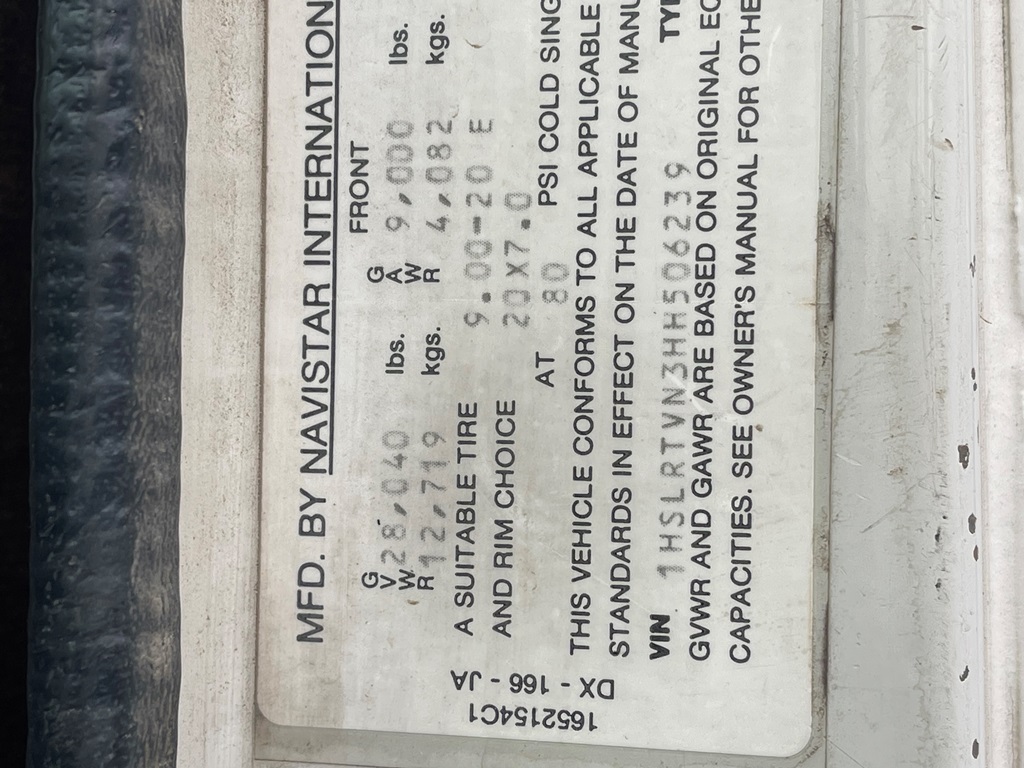 MFD. BY NAVISTAR INTERNATION
FRONT
GVWR 28,040 lbs. GAWR 9,000 lbs.
12,719 kgs. 4,082 kgs.
A SUITABLE TIRE 9.00-20 E
AND RIM CHOICE 20X7.0
AT 80 PSI COLD SING
THIS VEHICLE CONFORMS TO ALL APPLICABLE
STANDARDS IN EFFECT ON THE DATE OF MANU
VIN 1HSLRTVN3HH506239 TYP
GVWR AND GAWR ARE BASED ON ORIGINAL EQ
CAPACITIES. SEE OWNER'S MANUAL FOR OTHE
1652154C1
DX - 166 - JA